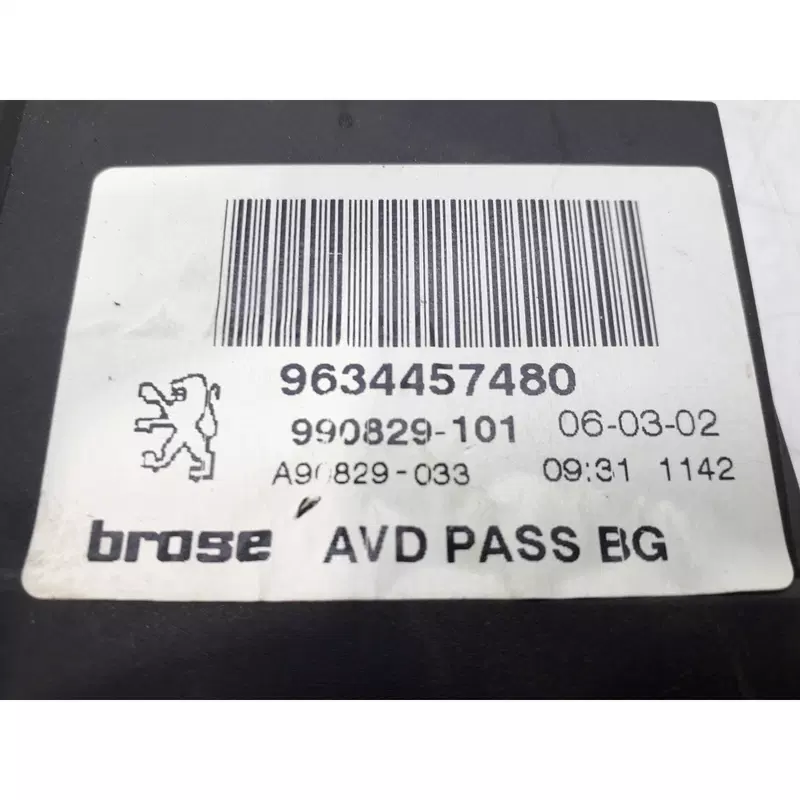 9634457480
990829-101 06-03-02
A90829-033 09:31 1142
brose AVD PASS BG